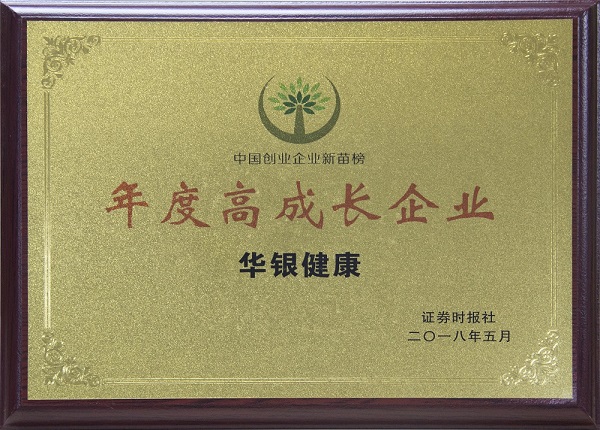 中国创业企业新苗榜
年度高成长企业
华银健康
证券时报社
二〇一八年五月